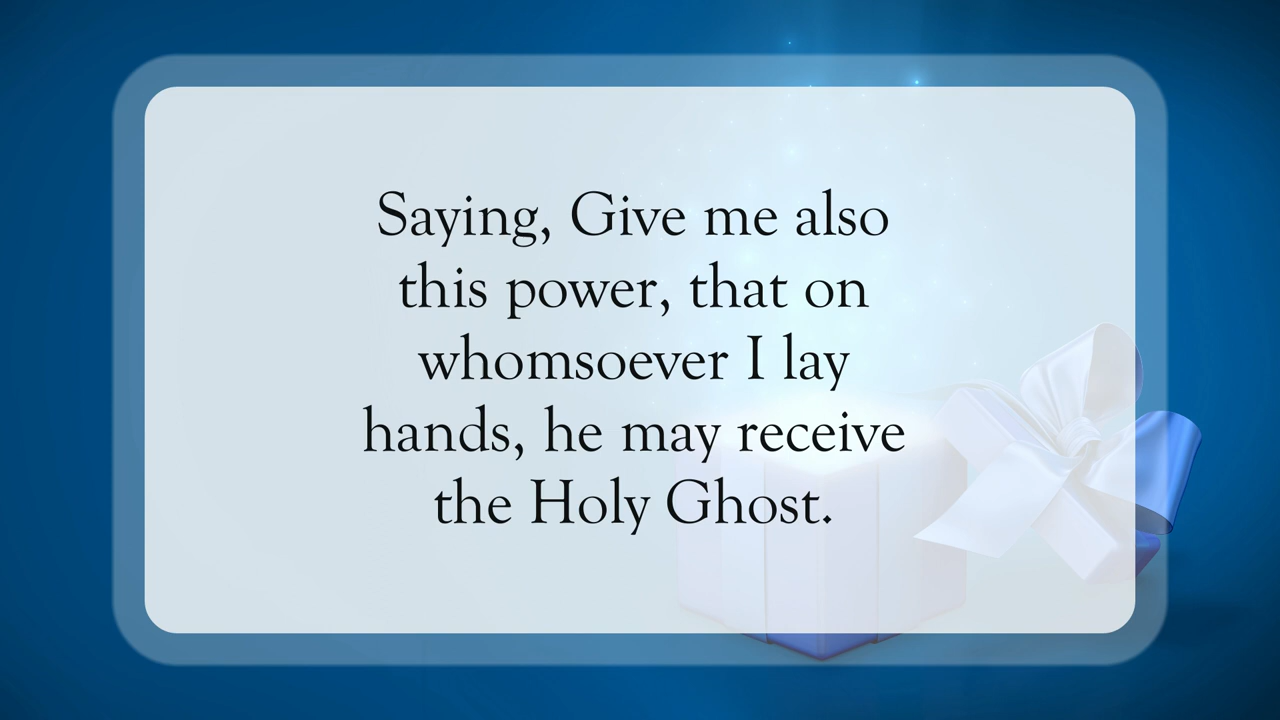 Saying, Give me also
this power, that on
whomsoever I lay
hands, he may receive
the Holy Ghost.